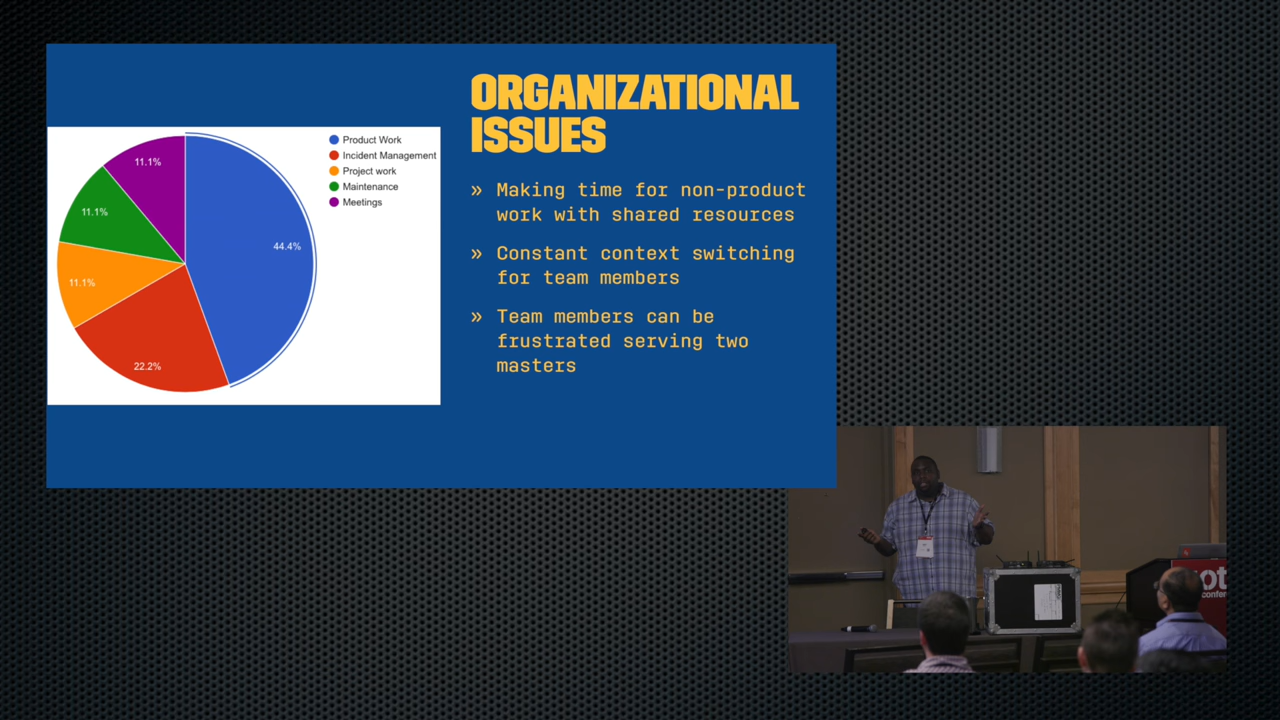 ORGANIZATIONAL
ISSUES
Product Work
Incident Management
Project work
Maintenance
Meetings
11.1%
11.1%
11.1%
22.2%
44.4%
» Making time for non-product
work with shared resources
» Constant context switching
for team members
» Team members can be
frustrated serving two
masters
ot
confer